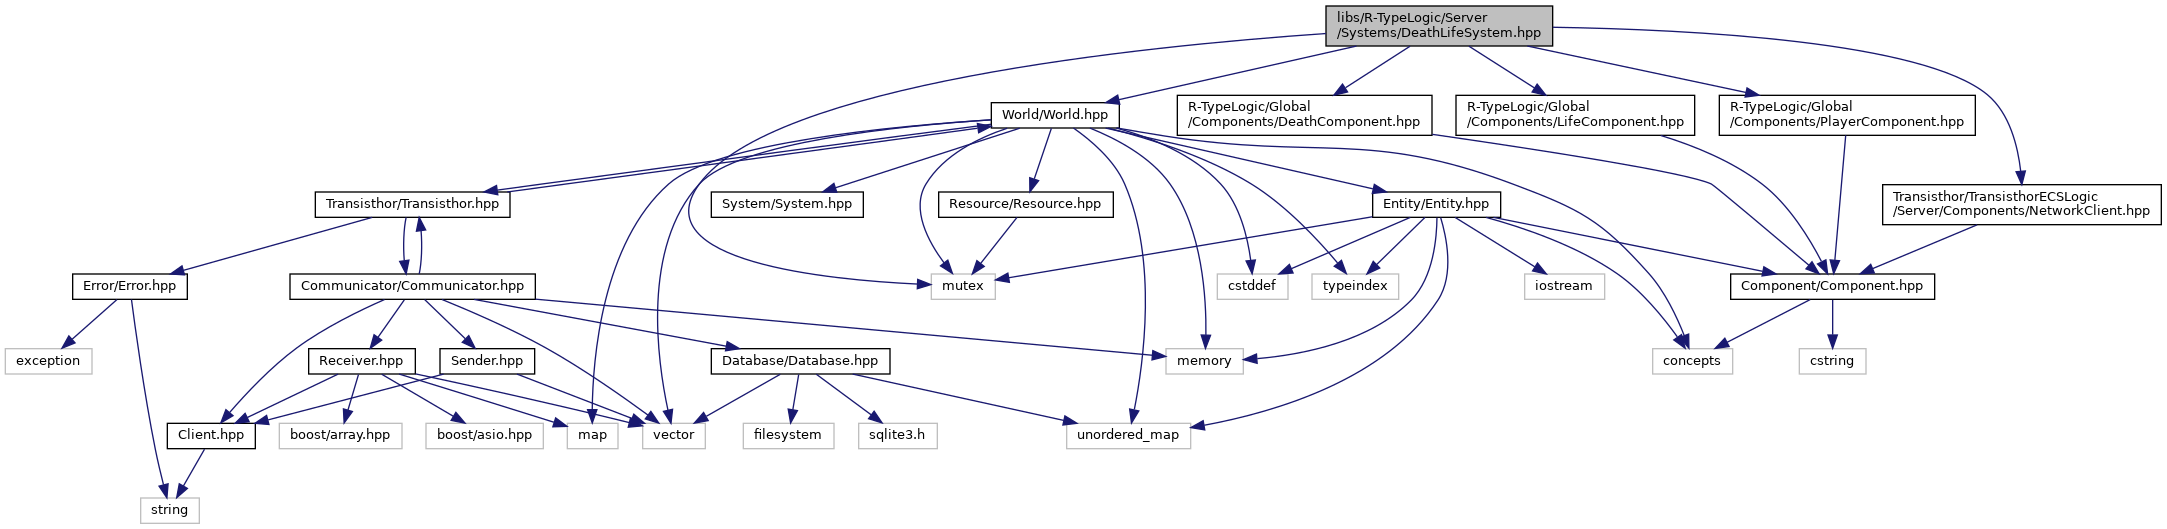 libs/R-TypeLogic/Server
/Systems/DeathLifeSystem.hpp
World/World.hpp
R-TypeLogic/Global
/Components/DeathComponent.hpp
R-TypeLogic/Global
/Components/LifeComponent.hpp
R-TypeLogic/Global
/Components/PlayerComponent.hpp
Transisthor/Transisthor.hpp
System/System.hpp
Resource/Resource.hpp
Entity/Entity.hpp
Transisthor/TransisthorECSLogic
/Server/Components/NetworkClient.hpp
Error/Error.hpp
Communicator/Communicator.hpp
mutex
cstddef
typeindex
iostream
Component/Component.hpp
exception
Receiver.hpp
Sender.hpp
Database/Database.hpp
memory
concepts
cstring
Client.hpp
boost/array.hpp
boost/asio.hpp
map
vector
filesystem
sqlite3.h
unordered_map
string